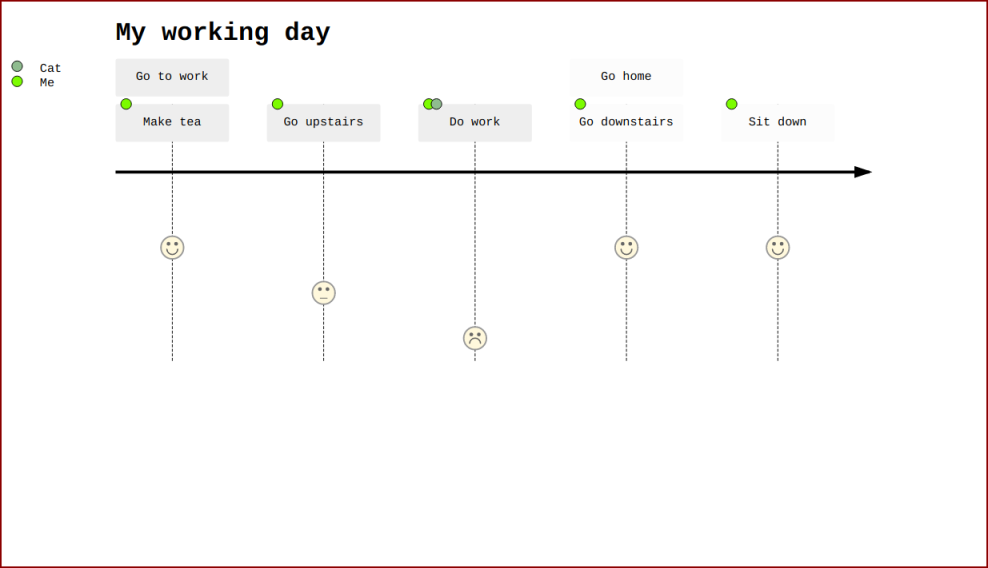 My working day
Cat
Me
Go to work
Go home
Make tea
Go upstairs
Do work
Go downstairs
Sit down